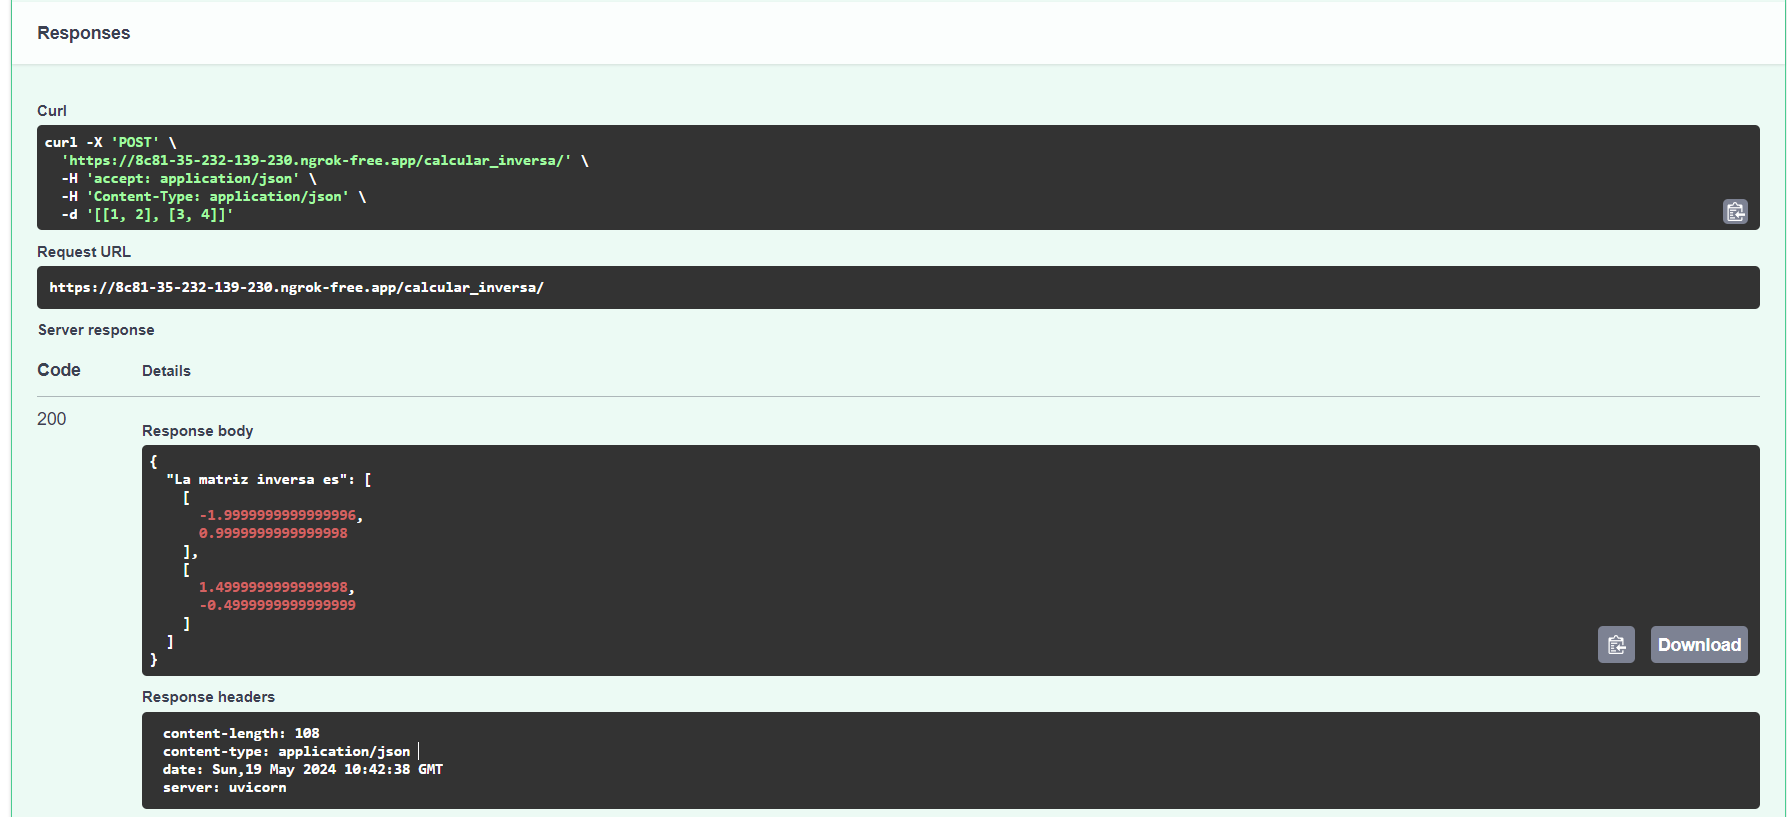 Responses
Curl
curl -X 'POST' \
  'https://8c81-35-232-139-230.ngrok-free.app/calcular_inversa/' \
  -H 'accept: application/json' \
  -H 'Content-Type: application/json' \
  -d '[[1, 2], [3, 4]]'
Request URL
https://8c81-35-232-139-230.ngrok-free.app/calcular_inversa/
Server response
Code Details
200
Response body
{
  "La matriz inversa es": [
    [
      -1.9999999999999996,
      0.9999999999999998
    ],
    [
      1.4999999999999998,
      -0.4999999999999999
    ]
  ]
}
Download
Response headers
content-length: 108
content-type: application/json
date: Sun,19 May 2024 10:42:38 GMT
server: uvicorn